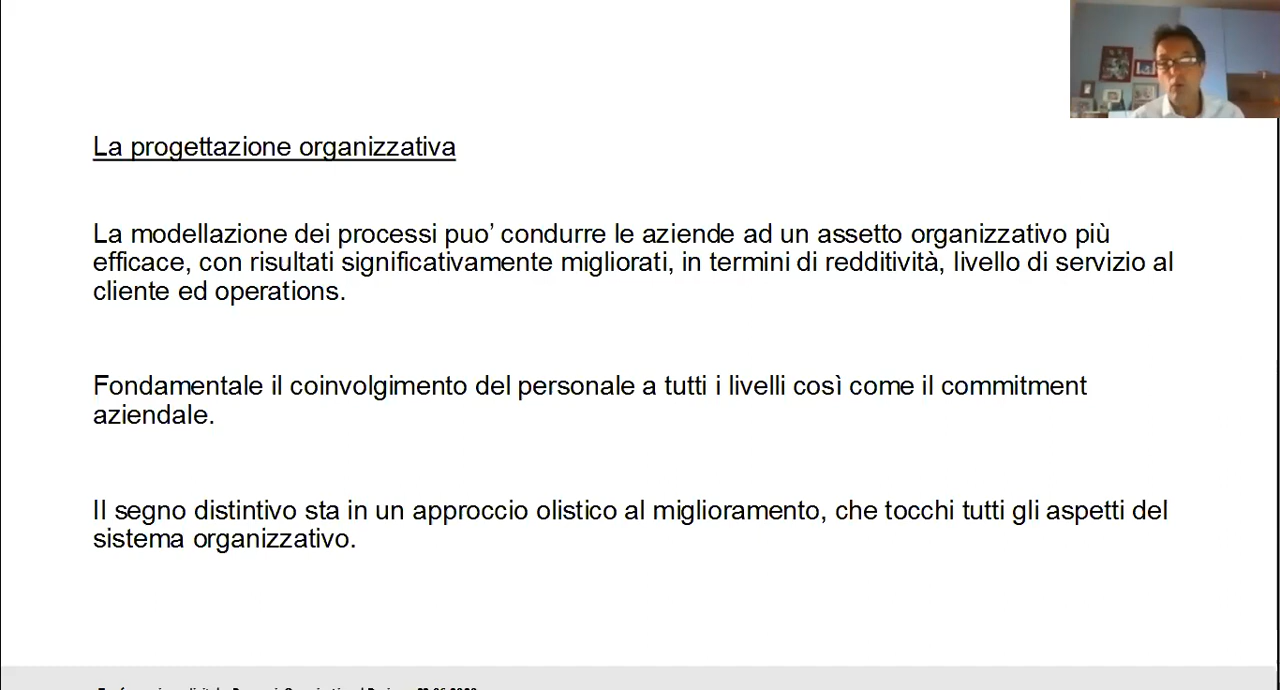 La progettazione organizzativa
La modellazione dei processi puo’ condurre le aziende ad un assetto organizzativo più
efficace, con risultati significativamente migliorati, in termini di redditività, livello di servizio al
cliente ed operations.
Fondamentale il coinvolgimento del personale a tutti i livelli così come il commitment
aziendale.
Il segno distintivo sta in un approccio olistico al miglioramento, che tocchi tutti gli aspetti del
sistema organizzativo.